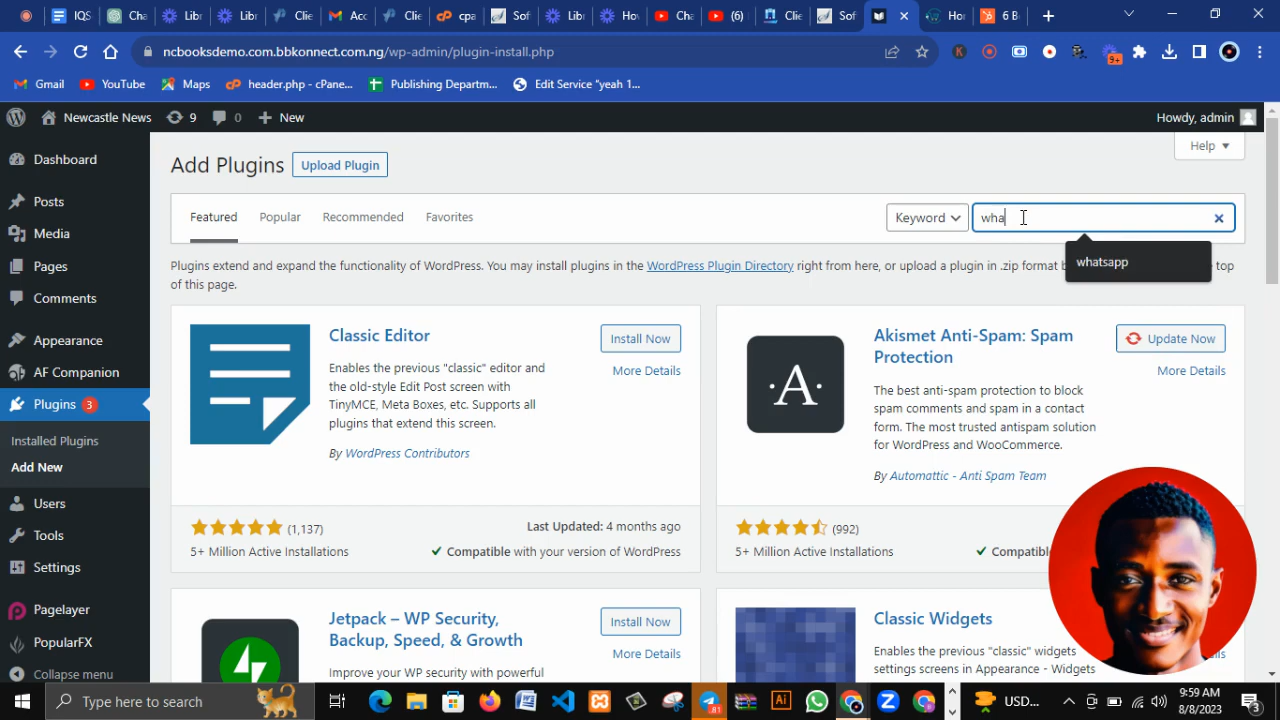 IQS
Cha
Libr
Libr
Libr
Clie
Acc
Clie
cpa
Sof
Libr
Hov
Cha
(6)
Clie
Sof
Hor
6 B
ncbooksdemo.com.bbkonnect.com.ng/wp-admin/plugin-install.php
K
9+
Gmail
YouTube
Maps
header.php - cPane...
Publishing Departm...
Edit Service "yeah 1...
Newcastle News
9
0
New
Howdy, admin
Dashboard
Posts
Media
Pages
Comments
Appearance
AF Companion
Plugins 3
Installed Plugins
Add New
Users
Tools
Settings
Pagelayer
PopularFX
Collapse menu
Help
Add Plugins
Upload Plugin
Featured
Popular
Recommended
Favorites
Keyword
wha
whatsapp
Plugins extend and expand the functionality of WordPress. You may install plugins in the WordPress Plugin Directory right from here, or upload a plugin in .zip format
top
of this page.
Classic Editor
Install Now
More Details
Enables the previous "classic" editor and
the old-style Edit Post screen with
TinyMCE, Meta Boxes, etc. Supports all
plugins that extend this screen.
By WordPress Contributors
(1,137)
Last Updated: 4 months ago
5+ Million Active Installations
Compatible with your version of WordPress
A
Akismet Anti-Spam: Spam
Protection
Update Now
More Details
The best anti-spam protection to block
spam comments and spam in a contact
form. The most trusted antispam solution
for WordPress and WooCommerce.
By Automattic - Anti Spam Team
(992)
5+ Million Active Installations
Jetpack – WP Security,
Backup, Speed, & Growth
Install Now
More Details
Improve your WP security with powerful
Classic Widgets
Enables the previous "classic" widgets
settings screens in Appearance - Widgets
Type here to search
Ai
USD...
9:59 AM
8/8/2023
3